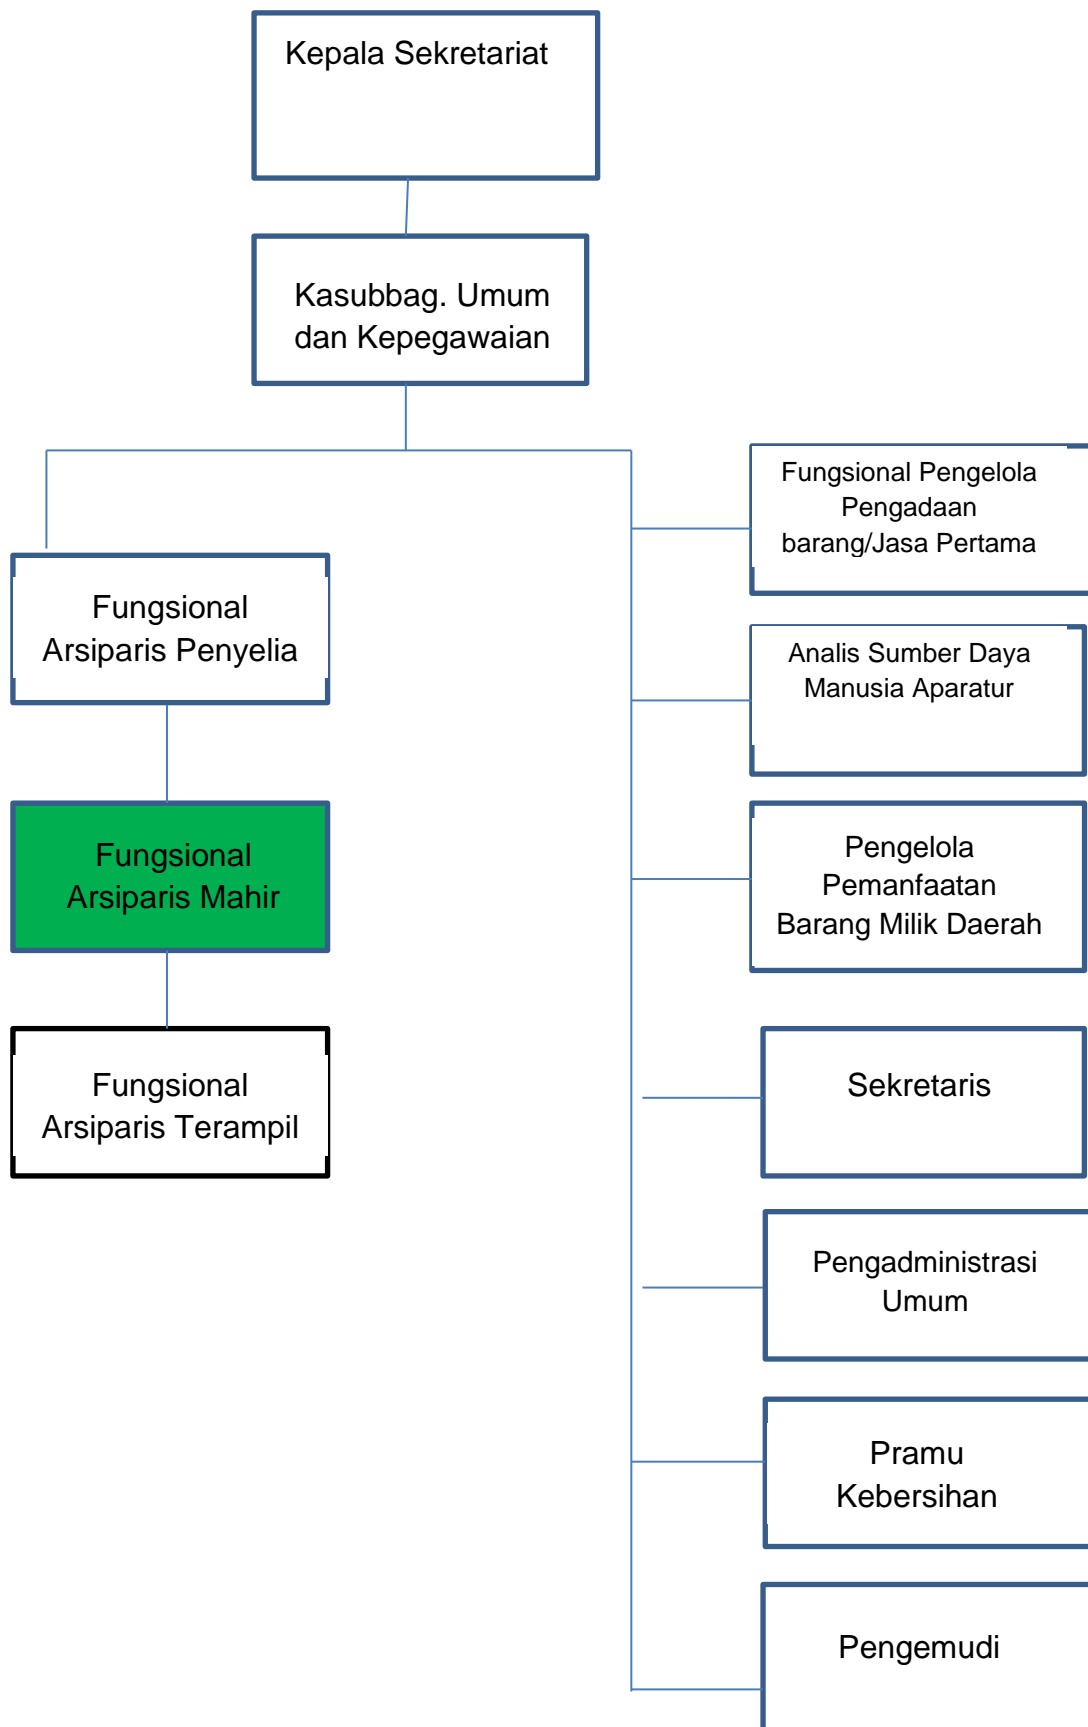 Kepala Sekretariat
Kasubbag. Umum
dan Kepegawaian
Fungsional
Arsiparis Penyelia
Fungsional
Arsiparis Mahir
Fungsional
Arsiparis Terampil
Fungsional Pengelola
Pengadaan
barang/Jasa Pertama
Analis Sumber Daya
Manusia Aparatur
Pengelola
Pemanfaatan
Barang Milik Daerah
Sekretaris
Pengadministrasi
Umum
Pramu
Kebersihan
Pengemudi